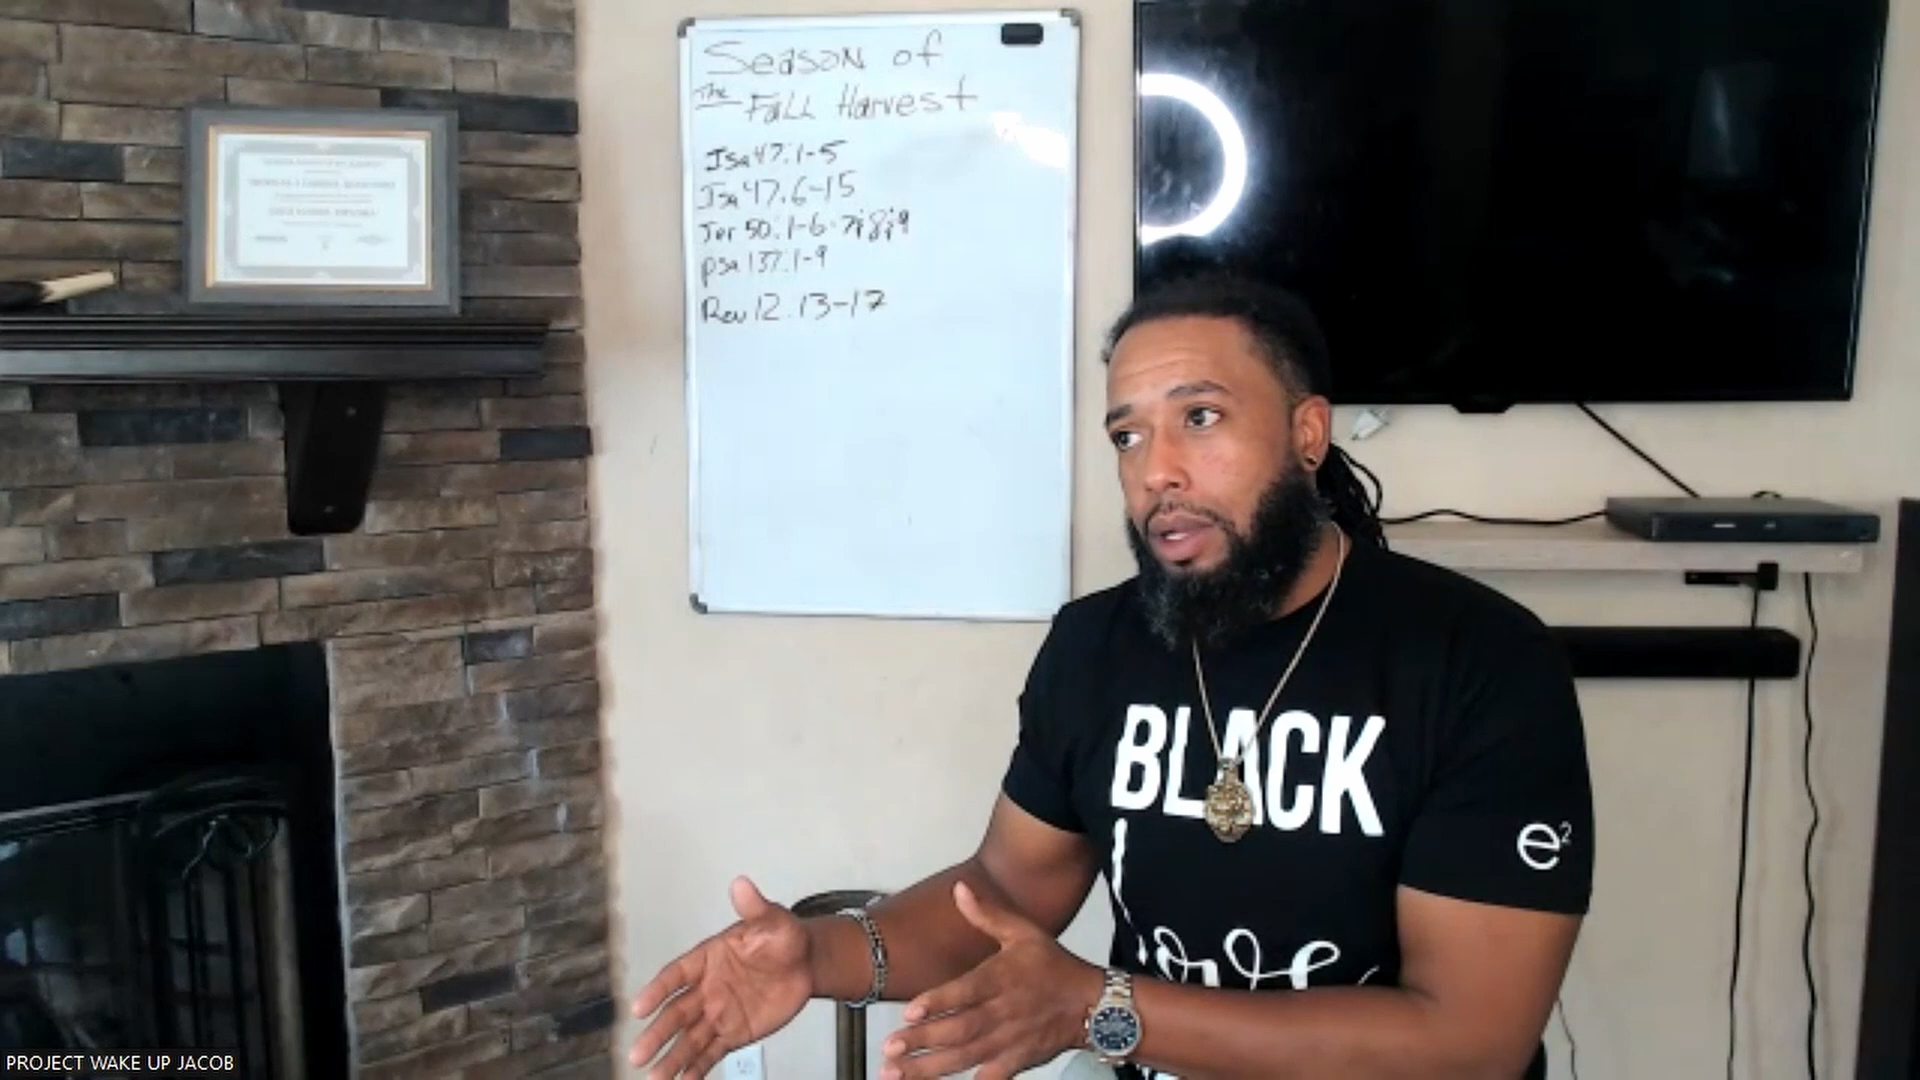 Season of
The Fall Harvest
Isa 47:1-5
Isa 47.6-15
Jer 50:1-6-7;8;9
psa 137:1-9
Rev 12.13-17
BLACK
love
e²
PROJECT WAKE UP JACOB